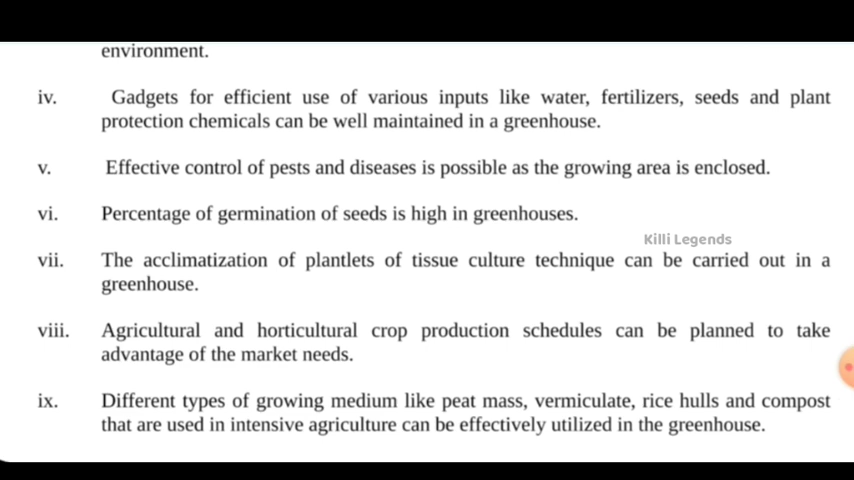 environment.
iv. Gadgets for efficient use of various inputs like water, fertilizers, seeds and plant
protection chemicals can be well maintained in a greenhouse.
v. Effective control of pests and diseases is possible as the growing area is enclosed.
vi. Percentage of germination of seeds is high in greenhouses.
Killi Legends
vii. The acclimatization of plantlets of tissue culture technique can be carried out in a
greenhouse.
viii. Agricultural and horticultural crop production schedules can be planned to take
advantage of the market needs.
ix. Different types of growing medium like peat mass, vermiculate, rice hulls and compost
that are used in intensive agriculture can be effectively utilized in the greenhouse.